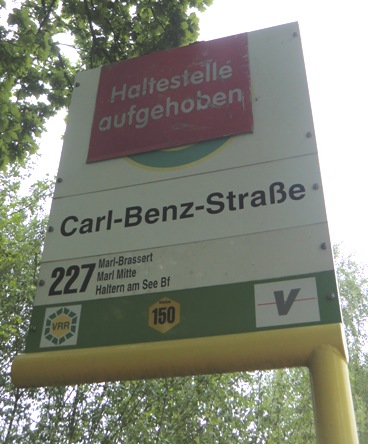 Haltestelle
aufgehoben
Carl-Benz-Straße
227
Marl-Brassert
Marl Mitte
Haltern am See Bf
VRR
150
V